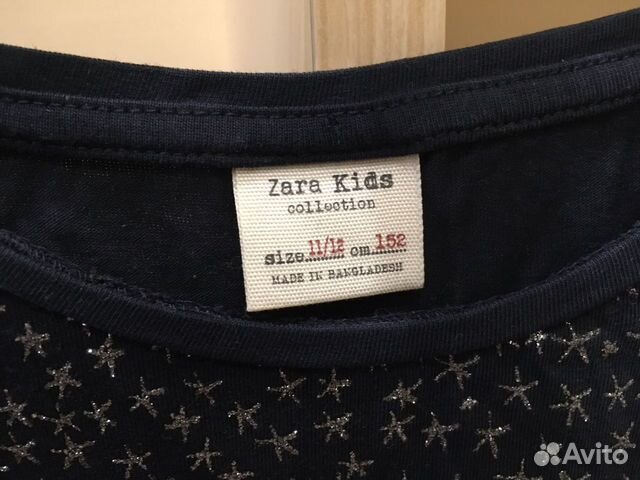 Zara Kids
collection
size 11/12 cm 152
MADE IN BANGLADESH
Avito